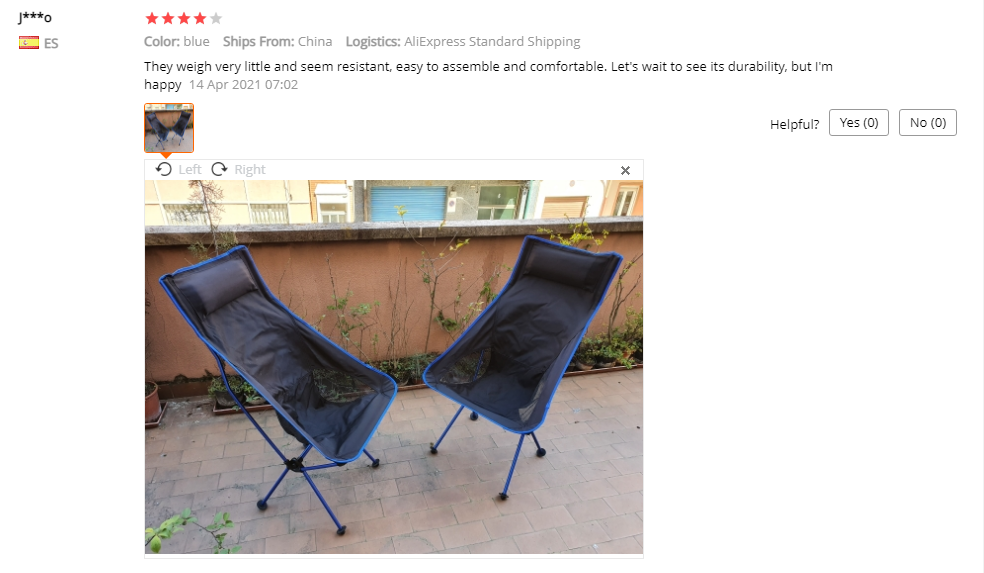 J***o
ES
Color: blue Ships From: China Logistics: AliExpress Standard Shipping
They weigh very little and seem resistant, easy to assemble and comfortable. Let's wait to see its durability, but I'm
happy 14 Apr 2021 07:02
Helpful? Yes (0) No (0)
Left Right